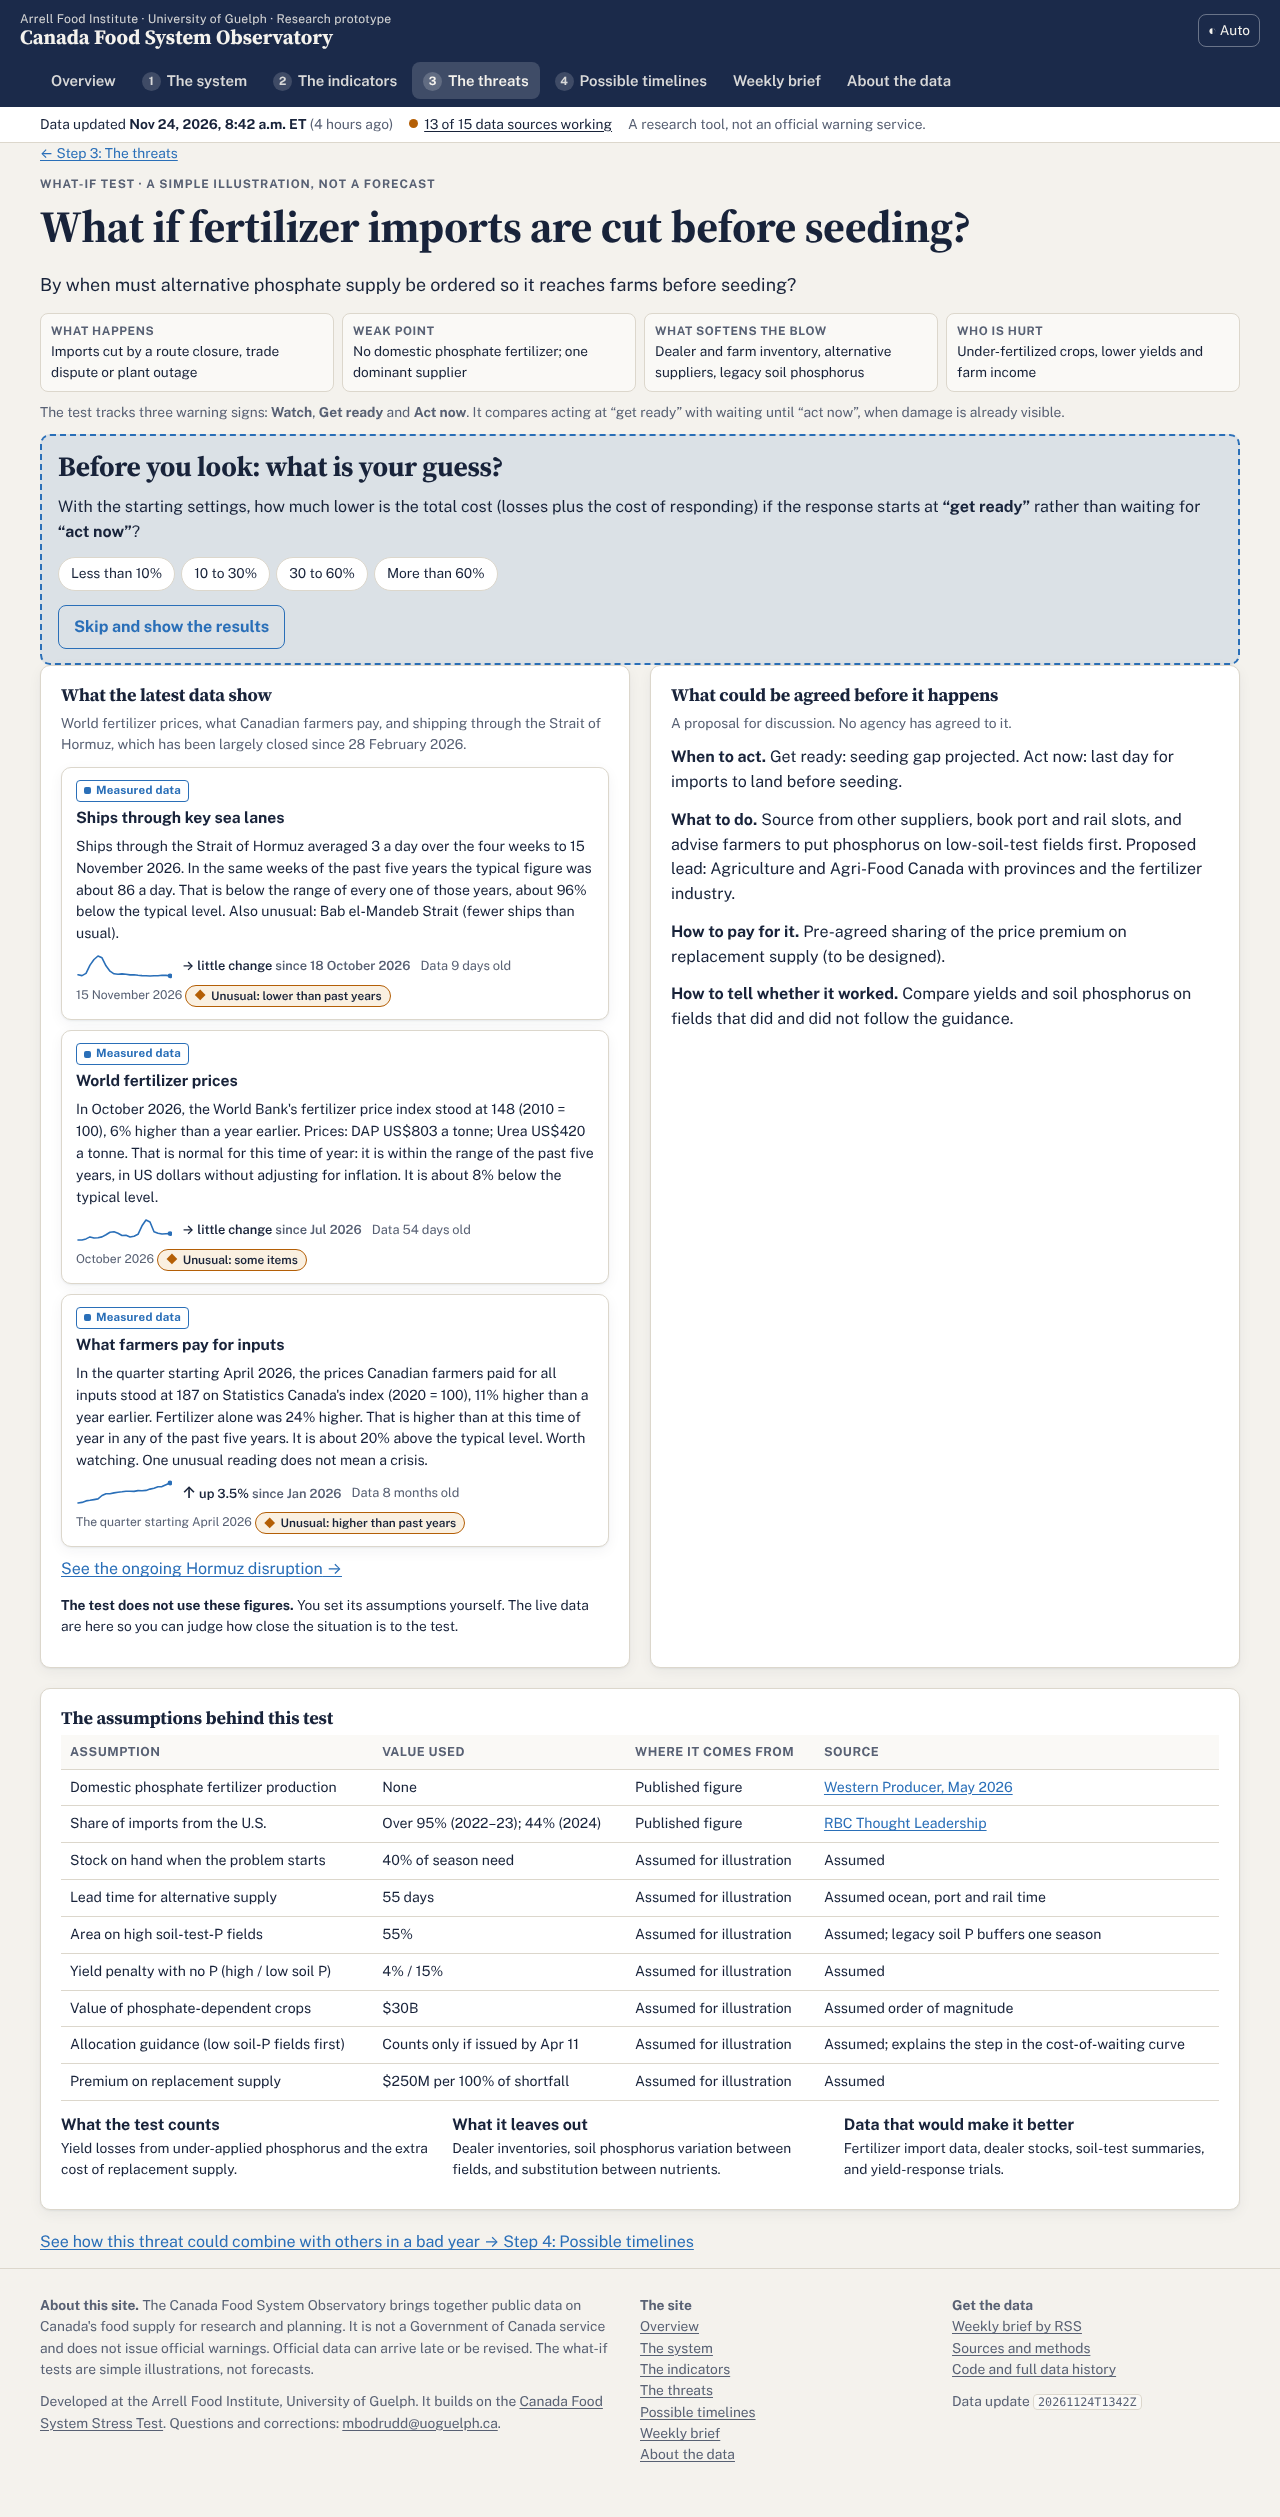 Arrell Food Institute · University of Guelph · Research prototype
Canada Food System Observatory
Auto
Overview
1 The system
2 The indicators
3 The threats
4 Possible timelines
Weekly brief
About the data
Data updated Nov 24, 2026, 8:42 a.m. ET (4 hours ago)
13 of 15 data sources working
A research tool, not an official warning service.
← Step 3: The threats
WHAT-IF TEST · A SIMPLE ILLUSTRATION, NOT A FORECAST
What if fertilizer imports are cut before seeding?
By when must alternative phosphate supply be ordered so it reaches farms before seeding?
WHAT HAPPENS
Imports cut by a route closure, trade
dispute or plant outage
WEAK POINT
No domestic phosphate fertilizer; one
dominant supplier
WHAT SOFTENS THE BLOW
Dealer and farm inventory, alternative
suppliers, legacy soil phosphorus
WHO IS HURT
Under-fertilized crops, lower yields and
farm income
The test tracks three warning signs: Watch, Get ready and Act now. It compares acting at “get ready” with waiting until “act now”, when damage is already visible.
Before you look: what is your guess?
With the starting settings, how much lower is the total cost (losses plus the cost of responding) if the response starts at “get ready” rather than waiting for
“act now”?
Less than 10%
10 to 30%
30 to 60%
More than 60%
Skip and show the results
What the latest data show
World fertilizer prices, what Canadian farmers pay, and shipping through the Strait of
Hormuz, which has been largely closed since 28 February 2026.
Measured data
Ships through key sea lanes
Ships through the Strait of Hormuz averaged 3 a day over the four weeks to 15
November 2026. In the same weeks of the past five years the typical figure was
about 86 a day. That is below the range of every one of those years, about 96%
below the typical level. Also unusual: Bab el-Mandeb Strait (fewer ships than
usual).
→ little change since 18 October 2026 Data 9 days old
15 November 2026 Unusual: lower than past years
Measured data
World fertilizer prices
In October 2026, the World Bank's fertilizer price index stood at 148 (2010 =
100), 6% higher than a year earlier. Prices: DAP US$803 a tonne; Urea US$420
a tonne. That is normal for this time of year: it is within the range of the past five
years, in US dollars without adjusting for inflation. It is about 8% below the
typical level.
→ little change since Jul 2026 Data 54 days old
October 2026 Unusual: some items
Measured data
What farmers pay for inputs
In the quarter starting April 2026, the prices Canadian farmers paid for all
inputs stood at 187 on Statistics Canada's index (2020 = 100), 11% higher than a
year earlier. Fertilizer alone was 24% higher. That is higher than at this time of
year in any of the past five years. It is about 20% above the typical level. Worth
watching. One unusual reading does not mean a crisis.
↑ up 3.5% since Jan 2026 Data 8 months old
The quarter starting April 2026 Unusual: higher than past years
See the ongoing Hormuz disruption →
The test does not use these figures. You set its assumptions yourself. The live data
are here so you can judge how close the situation is to the test.
What could be agreed before it happens
A proposal for discussion. No agency has agreed to it.
When to act. Get ready: seeding gap projected. Act now: last day for
imports to land before seeding.
What to do. Source from other suppliers, book port and rail slots, and
advise farmers to put phosphorus on low-soil-test fields first. Proposed
lead: Agriculture and Agri-Food Canada with provinces and the fertilizer
industry.
How to pay for it. Pre-agreed sharing of the price premium on
replacement supply (to be designed).
How to tell whether it worked. Compare yields and soil phosphorus on
fields that did and did not follow the guidance.
The assumptions behind this test
ASSUMPTION VALUE USED WHERE IT COMES FROM SOURCE
Domestic phosphate fertilizer production None Published figure Western Producer, May 2026
Share of imports from the U.S. Over 95% (2022–23); 44% (2024) Published figure RBC Thought Leadership
Stock on hand when the problem starts 40% of season need Assumed for illustration Assumed
Lead time for alternative supply 55 days Assumed for illustration Assumed ocean, port and rail time
Area on high soil-test-P fields 55% Assumed for illustration Assumed; legacy soil P buffers one season
Yield penalty with no P (high / low soil P) 4% / 15% Assumed for illustration Assumed
Value of phosphate-dependent crops $30B Assumed for illustration Assumed order of magnitude
Allocation guidance (low soil-P fields first) Counts only if issued by Apr 11 Assumed for illustration Assumed; explains the step in the cost-of-waiting curve
Premium on replacement supply $250M per 100% of shortfall Assumed for illustration Assumed
What the test counts
Yield losses from under-applied phosphorus and the extra
cost of replacement supply.
What it leaves out
Dealer inventories, soil phosphorus variation between
fields, and substitution between nutrients.
Data that would make it better
Fertilizer import data, dealer stocks, soil-test summaries,
and yield-response trials.
See how this threat could combine with others in a bad year → Step 4: Possible timelines
About this site. The Canada Food System Observatory brings together public data on
Canada's food supply for research and planning. It is not a Government of Canada service
and does not issue official warnings. Official data can arrive late or be revised. The what-if
tests are simple illustrations, not forecasts.
Developed at the Arrell Food Institute, University of Guelph. It builds on the Canada Food
System Stress Test. Questions and corrections: mbodrudd@uoguelph.ca.
The site
Overview
The system
The indicators
The threats
Possible timelines
Weekly brief
About the data
Get the data
Weekly brief by RSS
Sources and methods
Code and full data history
Data update 20261124T1342Z